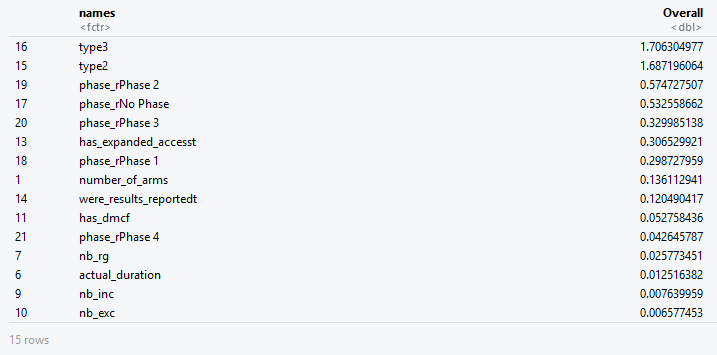 names Overall
<fctr> <dbl>
16 type3 1.706304977
15 type2 1.687196064
19 phase_rPhase 2 0.574727507
17 phase_rNo Phase 0.532558662
20 phase_rPhase 3 0.329985138
13 has_expanded_accesst 0.306529921
18 phase_rPhase 1 0.298727959
1 number_of_arms 0.136112941
14 were_results_reportedt 0.120490417
11 has_dmcf 0.052758436
21 phase_rPhase 4 0.042645787
7 nb_rg 0.025773451
6 actual_duration 0.012516382
9 nb_inc 0.007639959
10 nb_exc 0.006577453
15 rows